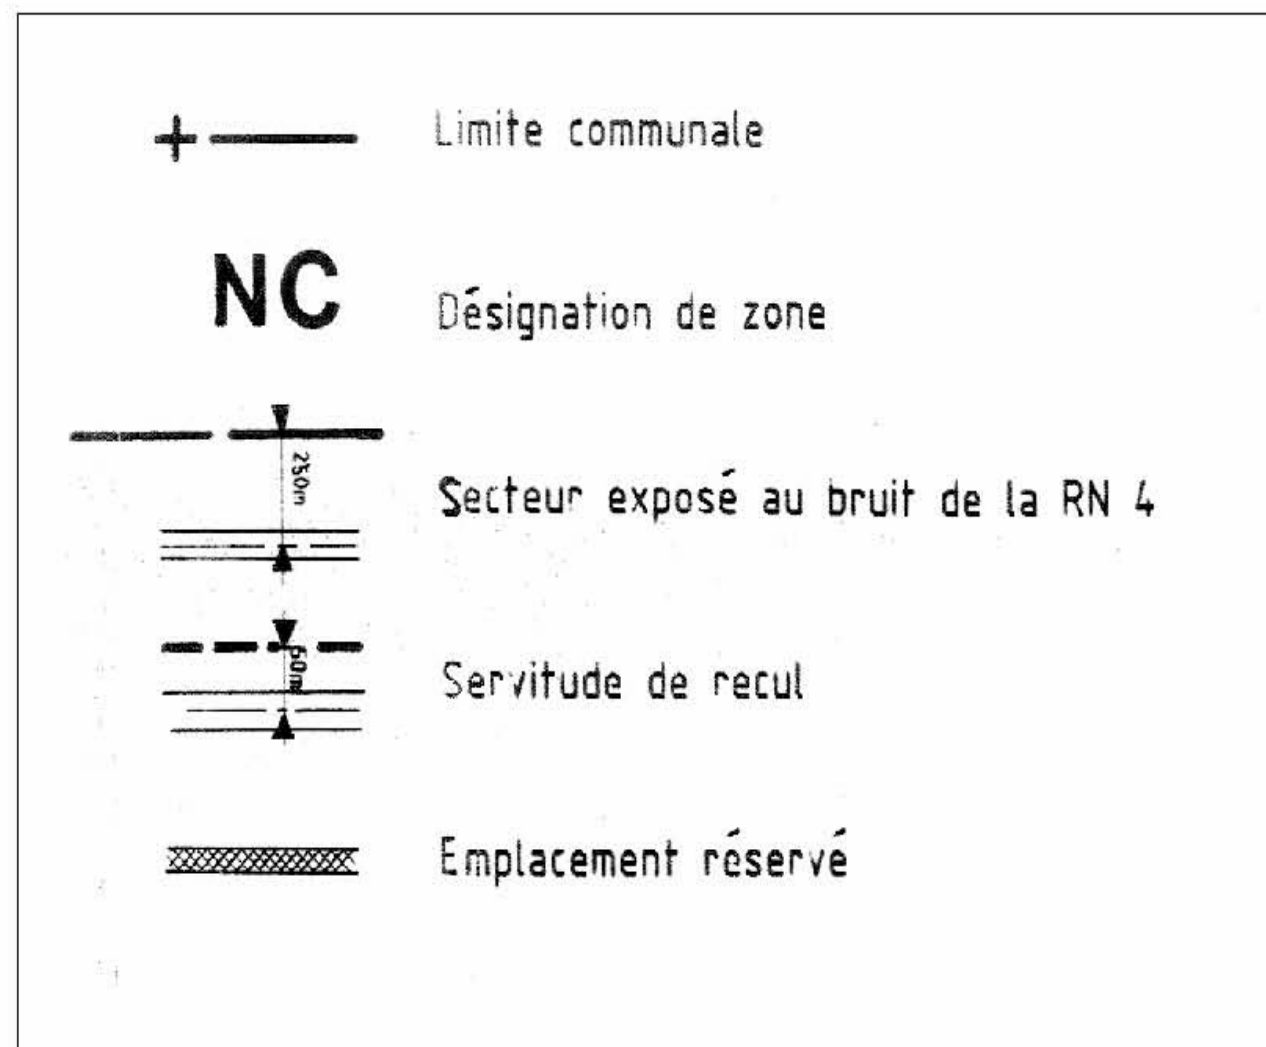 Limite communale
NC
Désignation de zone
250m
Secteur exposé au bruit de la RN 4
60m
Servitude de recul
Emplacement réservé